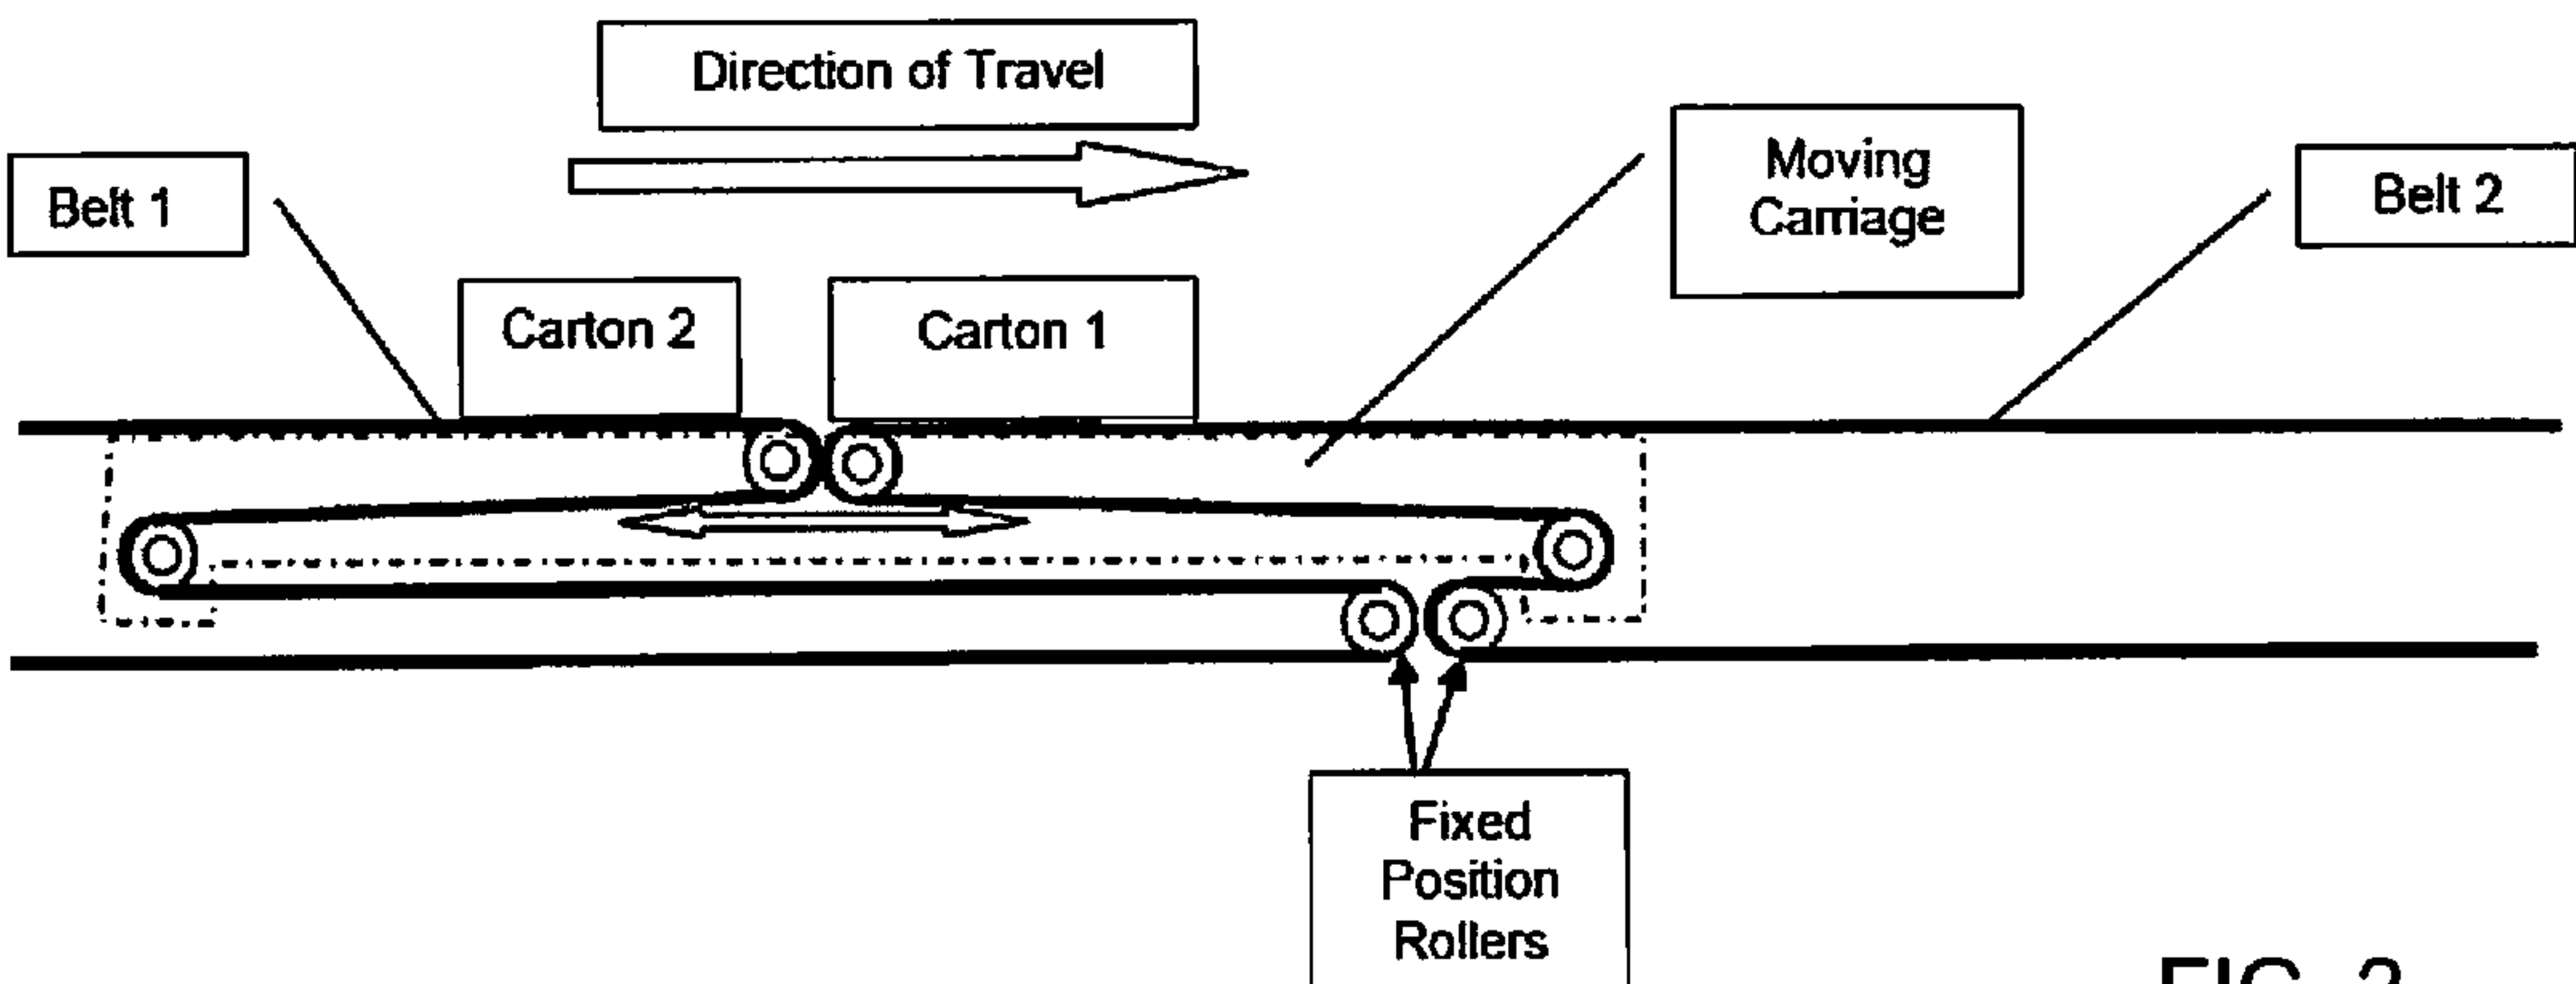 Direction of Travel
Belt 1
Moving
Carriage
Belt 2
Carton 2
Carton 1
Fixed
Position
Rollers